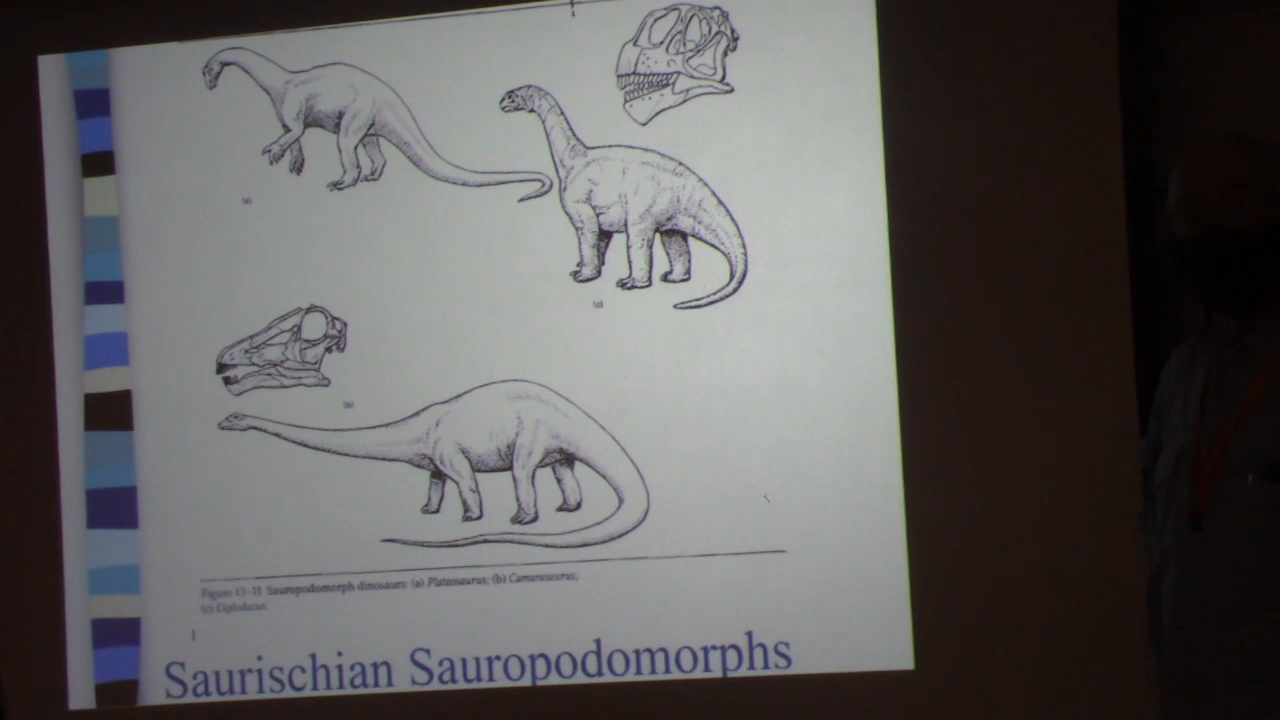 (a)
(c)
(b)
Figure 13-11 Sauropodomorph dinosaurs: (a) Plateosaurus; (b) Camarasaurus;
(c) Diplodocus.
Saurischian Sauropodomorphs